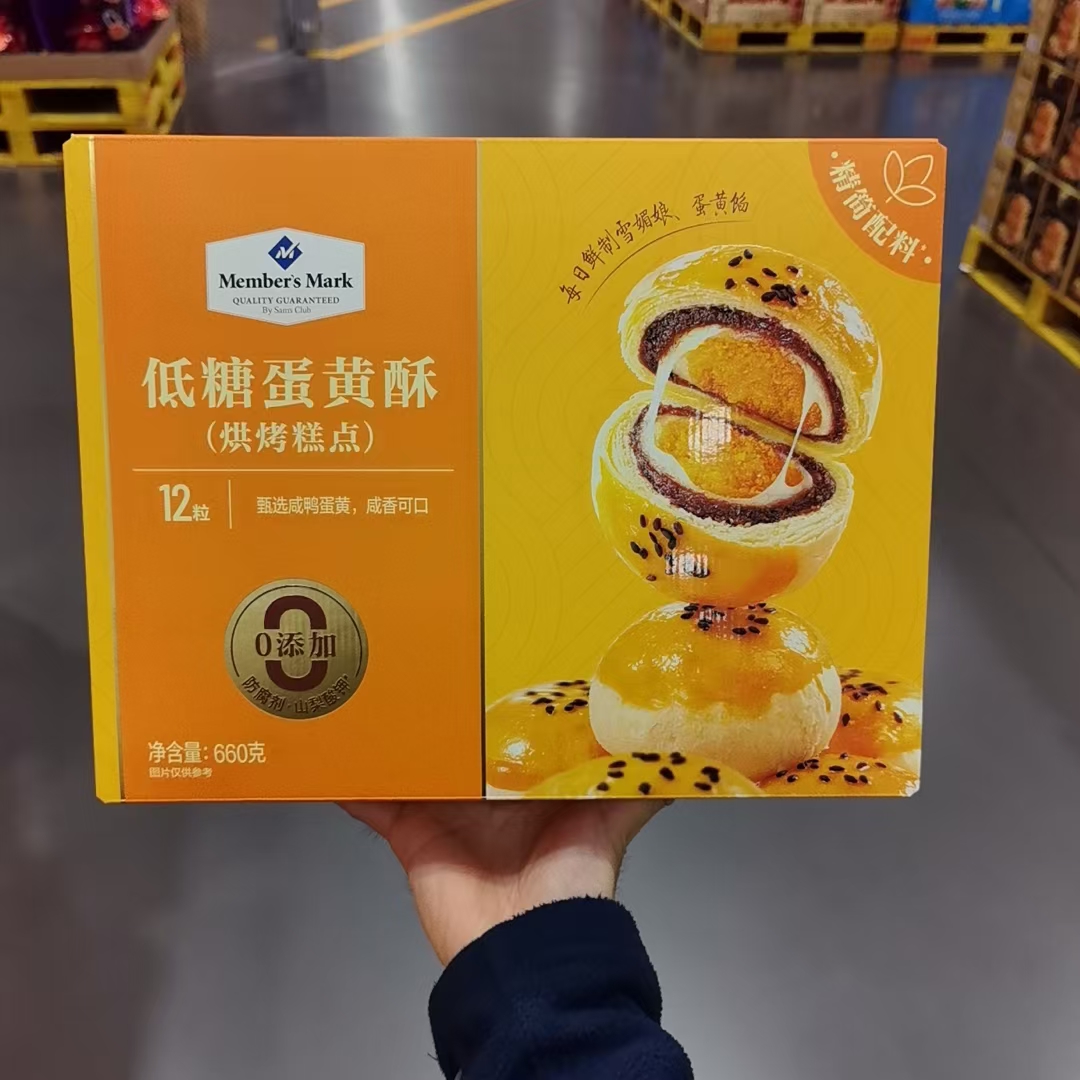 Member's Mark
QUALITY GUARANTEED
By Sam's Club
低糖蛋黄酥
(烘烤糕点)
12粒
甄选咸鸭蛋黄，咸香可口
0添加
防腐剂·山梨酸钾*
净含量：660克
图片仅供参考
每日鲜制雪媚娘、蛋黄馅
·精简配料·